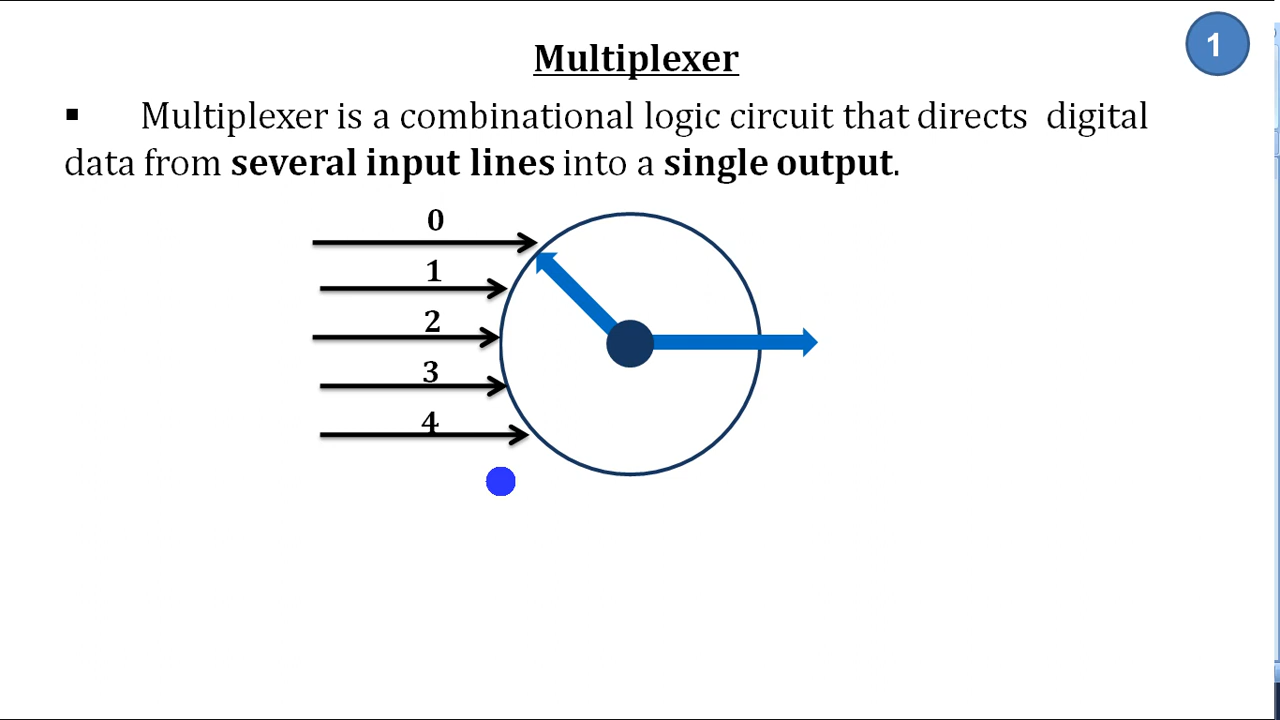 1
Multiplexer
▪ Multiplexer is a combinational logic circuit that directs digital
data from several input lines into a single output.
0
1
2
3
4